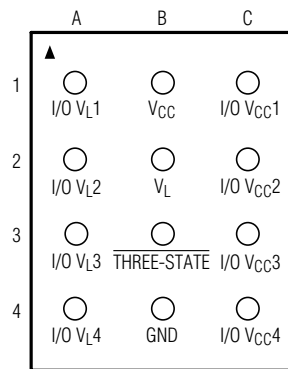 A B C
1
I/O VL1 VCC I/O VCC1
2
I/O VL2 VL I/O VCC2
3
I/O VL3 THREE-STATE I/O VCC3
4
I/O VL4 GND I/O VCC4